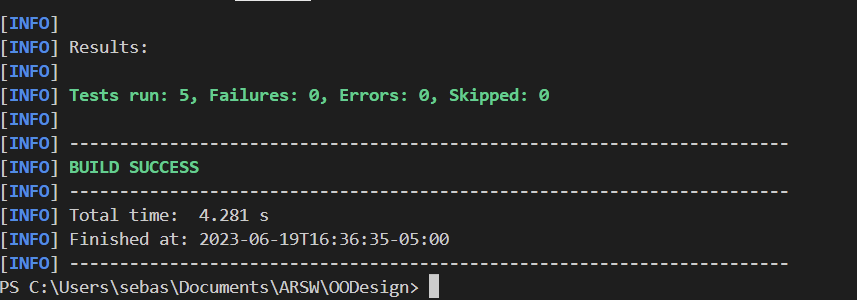 [INFO]
[INFO] Results:
[INFO]
[INFO] Tests run: 5, Failures: 0, Errors: 0, Skipped: 0
[INFO]
[INFO] ------------------------------------------------------------------------
[INFO] BUILD SUCCESS
[INFO] ------------------------------------------------------------------------
[INFO] Total time:  4.281 s
[INFO] Finished at: 2023-06-19T16:36:35-05:00
[INFO] ------------------------------------------------------------------------
PS C:\Users\sebas\Documents\ARSW\OODesign>